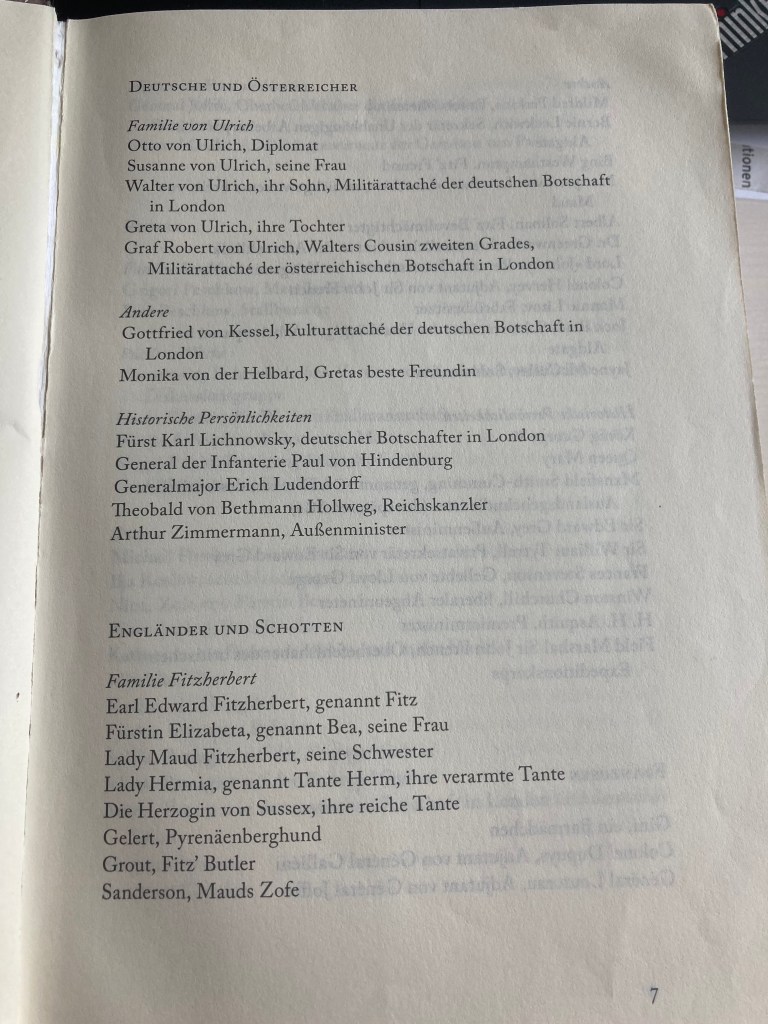 DEUTSCHE UND ÖSTERREICHER
Familie von Ulrich
Otto von Ulrich, Diplomat
Susanne von Ulrich, seine Frau
Walter von Ulrich, ihr Sohn, Militärattaché der deutschen Botschaft
in London
Greta von Ulrich, ihre Tochter
Graf Robert von Ulrich, Walters Cousin zweiten Grades,
Militärattaché der österreichischen Botschaft in London
Andere
Gottfried von Kessel, Kulturattaché der deutschen Botschaft in
London
Monika von der Helbard, Gretas beste Freundin
Historische Persönlichkeiten
Fürst Karl Lichnowsky, deutscher Botschafter in London
General der Infanterie Paul von Hindenburg
Generalmajor Erich Ludendorff
Theobald von Bethmann Hollweg, Reichskanzler
Arthur Zimmermann, Außenminister
ENGLÄNDER UND SCHOTTEN
Familie Fitzherbert
Earl Edward Fitzherbert, genannt Fitz
Fürstin Elizabeta, genannt Bea, seine Frau
Lady Maud Fitzherbert, seine Schwester
Lady Hermia, genannt Tante Herm, ihre verarmte Tante
Die Herzogin von Sussex, ihre reiche Tante
Gelert, Pyrenäenberghund
Grout, Fitz’ Butler
Sanderson, Mauds Zofe
7
tionen